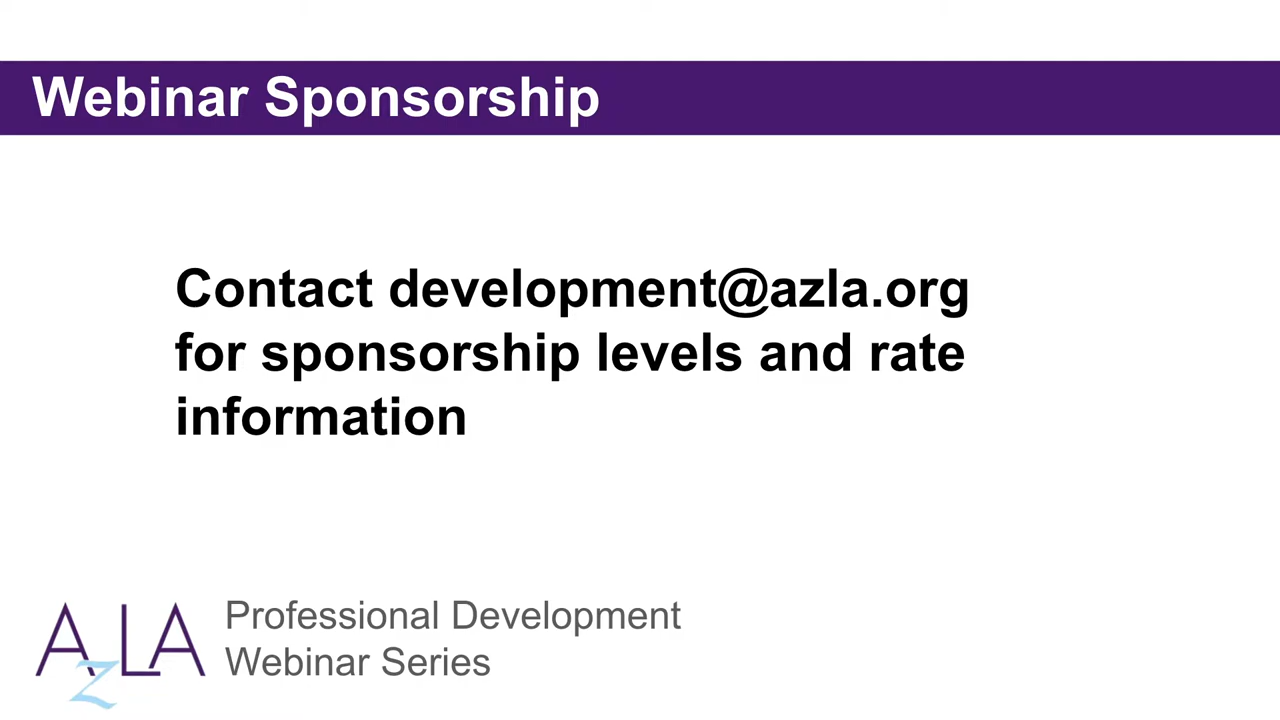 Webinar Sponsorship
Contact development@azla.org
for sponsorship levels and rate
information
AzLA
Professional Development
Webinar Series